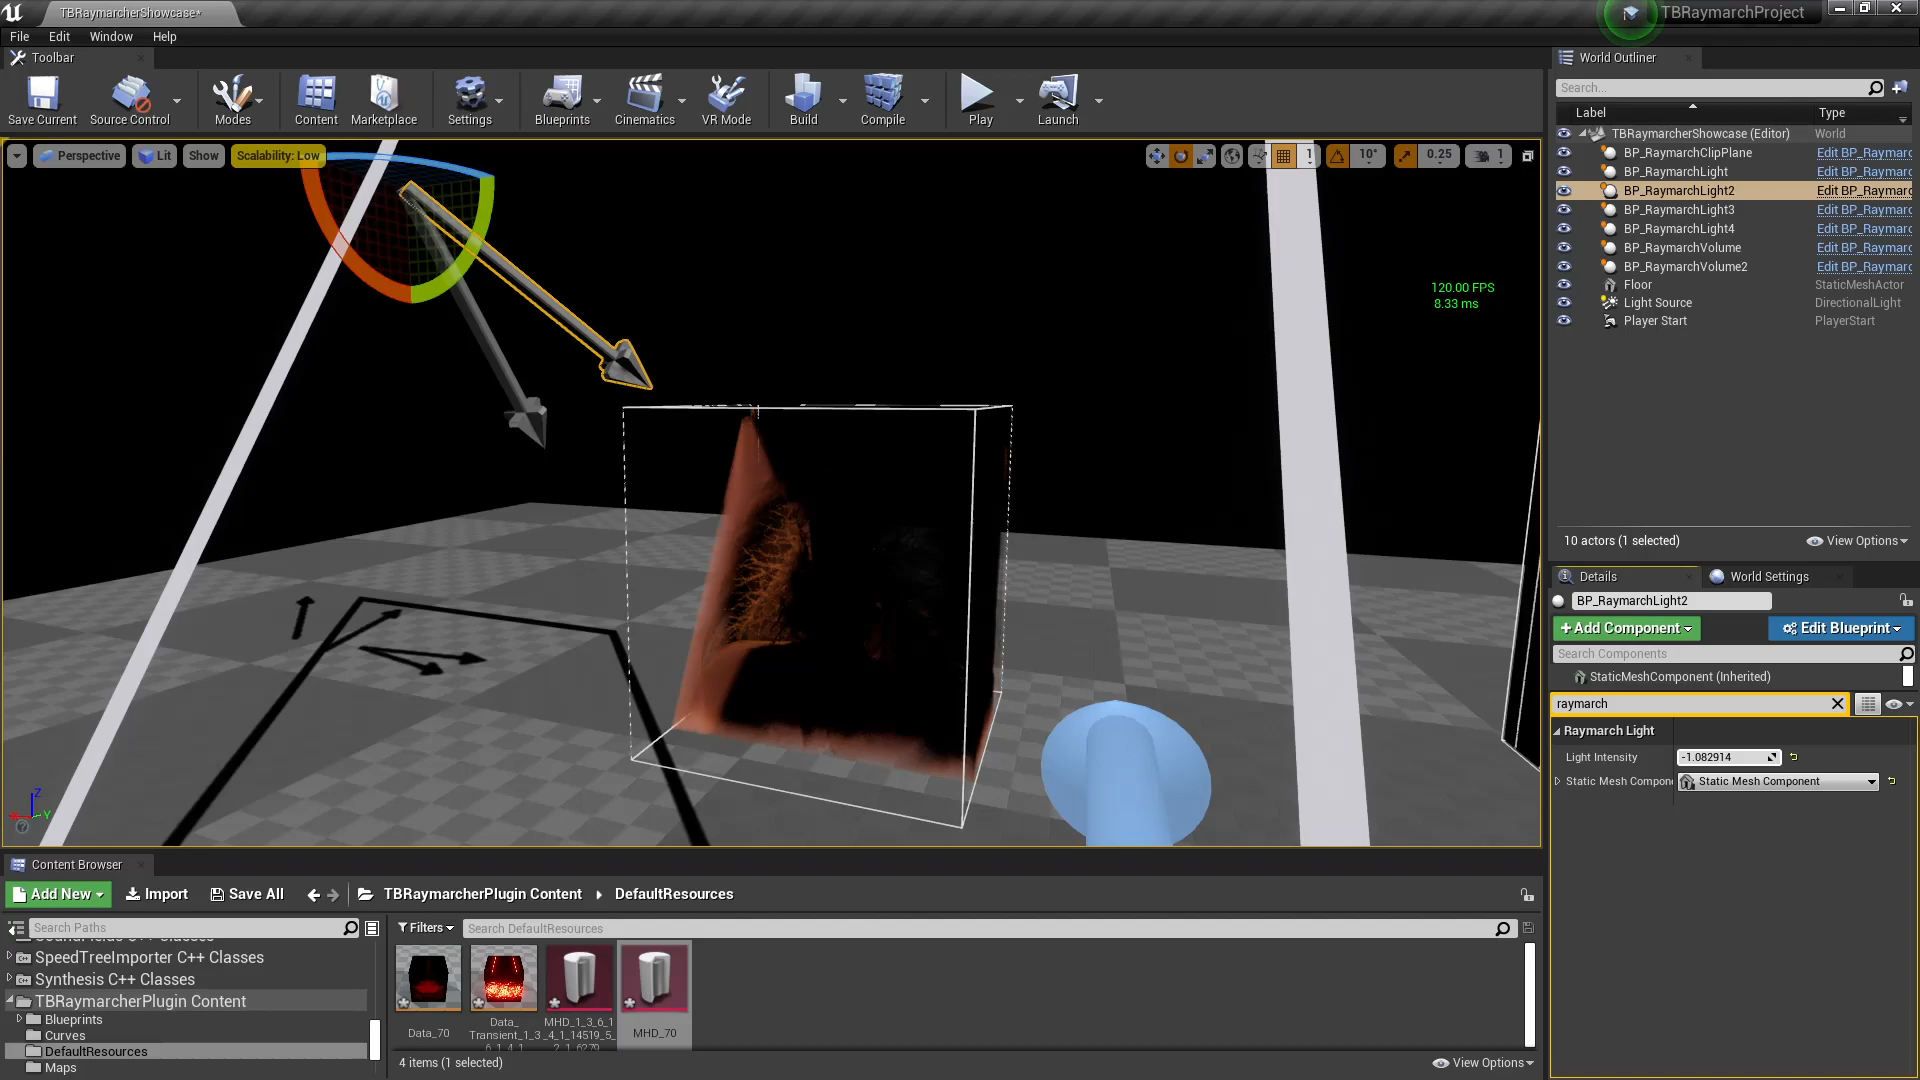 TBRaymarcherShowcase*
TBRaymarchProject
File Edit Window Help
Toolbar
Save Current
Source Control
Modes
Content
Marketplace
Settings
Blueprints
Cinematics
VR Mode
Build
Compile
Play
Launch
Perspective
Lit
Show
Scalability: Low
1
10°
0.25
1
120.00 FPS
8.33 ms
Z
Y
World Outliner
Search...
Label Type
TBRaymarcherShowcase (Editor) World
BP_RaymarchClipPlane Edit BP_Raymarc
BP_RaymarchLight Edit BP_Raymarc
BP_RaymarchLight2 Edit BP_Raymarc
BP_RaymarchLight3 Edit BP_Raymarc
BP_RaymarchLight4 Edit BP_Raymarc
BP_RaymarchVolume Edit BP_Raymarc
BP_RaymarchVolume2 Edit BP_Raymarc
Floor StaticMeshActor
Light Source DirectionalLight
Player Start PlayerStart
10 actors (1 selected)
View Options
Details
World Settings
BP_RaymarchLight2
+Add Component
Edit Blueprint
Search Components
StaticMeshComponent (Inherited)
raymarch
Raymarch Light
Light Intensity -1.082914
Static Mesh Compon Static Mesh Component
Content Browser
Add New
Import
Save All
TBRaymarcherPlugin Content
DefaultResources
Search Paths
Filters
Search DefaultResources
SpeedTreeImporter C++ Classes
Synthesis C++ Classes
TBRaymarcherPlugin Content
Blueprints
Curves
DefaultResources
Maps
Data_70
Data_
Transient_1_3_
MHD_1_3_6_1
_4_1_14519_5_
MHD_70
4 items (1 selected)
View Options